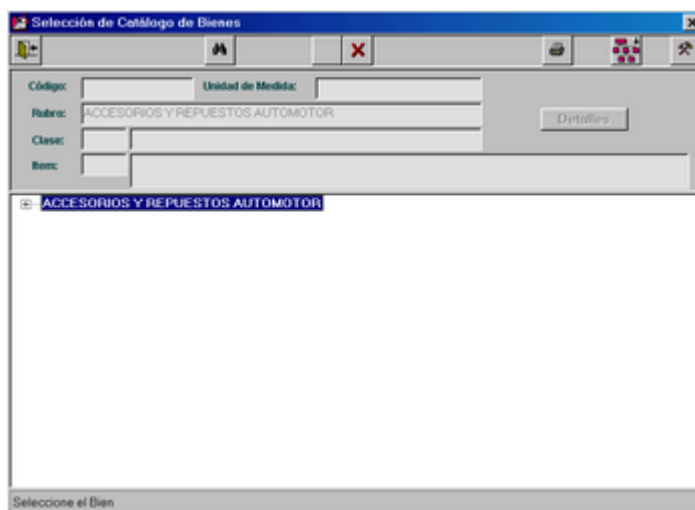 Selección de Catálogo de Bienes
Código: Unidad de Medida:
Rubro: ACCESORIOS Y REPUESTOS AUTOMOTOR
Detalles
Clase:
Item:
ACCESORIOS Y REPUESTOS AUTOMOTOR
Seleccione el Bien